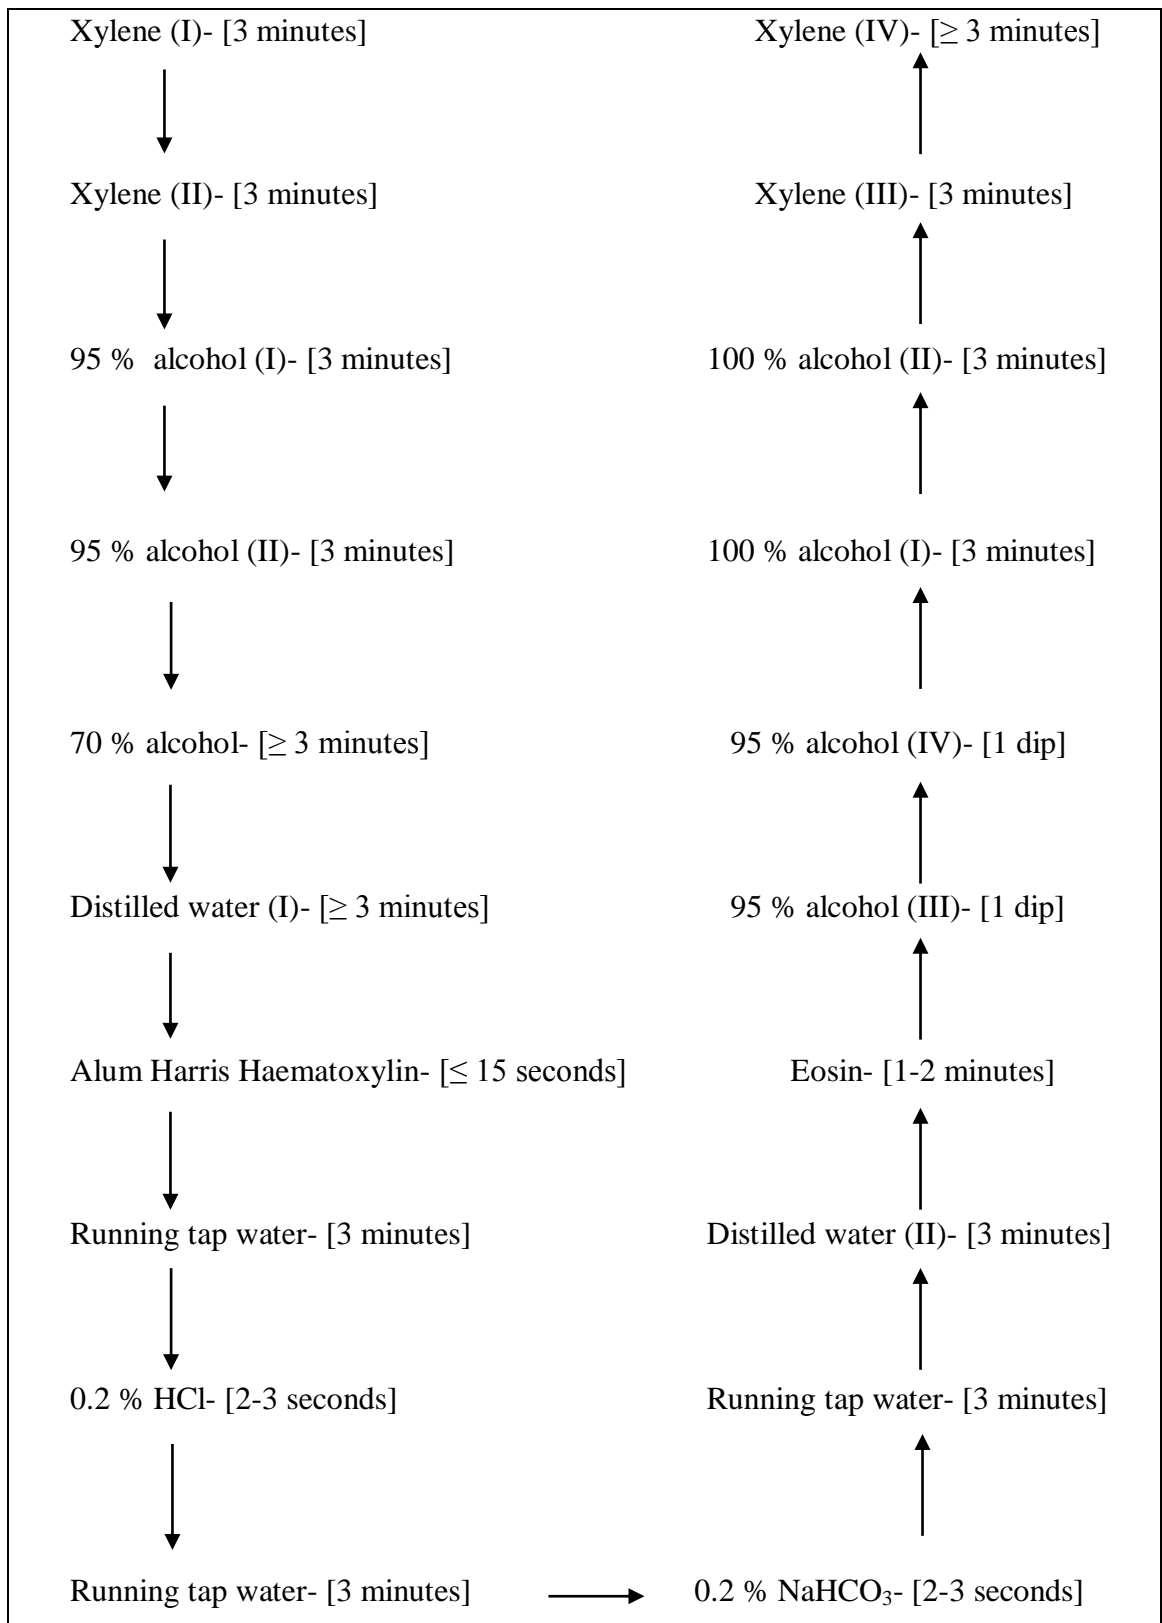 Xylene (I)- [3 minutes]
Xylene (II)- [3 minutes]
95 % alcohol (I)- [3 minutes]
95 % alcohol (II)- [3 minutes]
70 % alcohol- [≥ 3 minutes]
Distilled water (I)- [≥ 3 minutes]
Alum Harris Haematoxylin- [≤ 15 seconds]
Running tap water- [3 minutes]
0.2 % HCl- [2-3 seconds]
Running tap water- [3 minutes]
0.2 % NaHCO₃- [2-3 seconds]
Running tap water- [3 minutes]
Distilled water (II)- [3 minutes]
Eosin- [1-2 minutes]
95 % alcohol (III)- [1 dip]
95 % alcohol (IV)- [1 dip]
100 % alcohol (I)- [3 minutes]
100 % alcohol (II)- [3 minutes]
Xylene (III)- [3 minutes]
Xylene (IV)- [≥ 3 minutes]